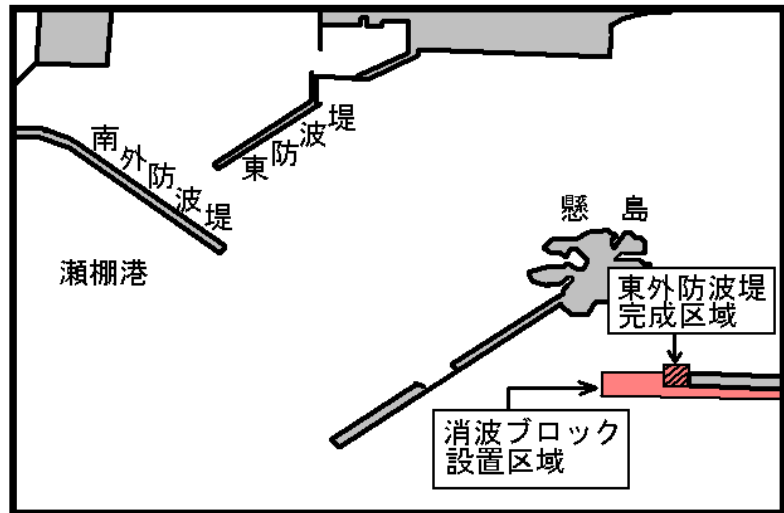 南外防波堤
東防波堤
瀬棚港
懸島
東外防波堤
完成区域
消波ブロック
設置区域